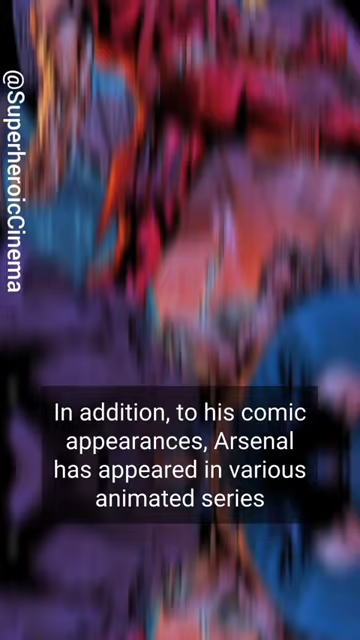 @SuperheroicCinema
In addition, to his comic
appearances, Arsenal
has appeared in various
animated series